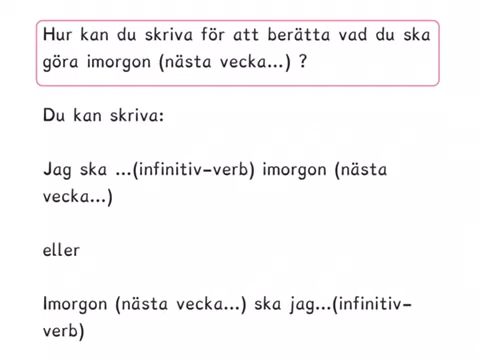 Hur kan du skriva för att berätta vad du ska
göra imorgon (nästa vecka...) ?
Du kan skriva:
Jag ska ...(infinitiv-verb) imorgon (nästa
vecka...)
eller
Imorgon (nästa vecka...) ska jag...(infinitiv-
verb)